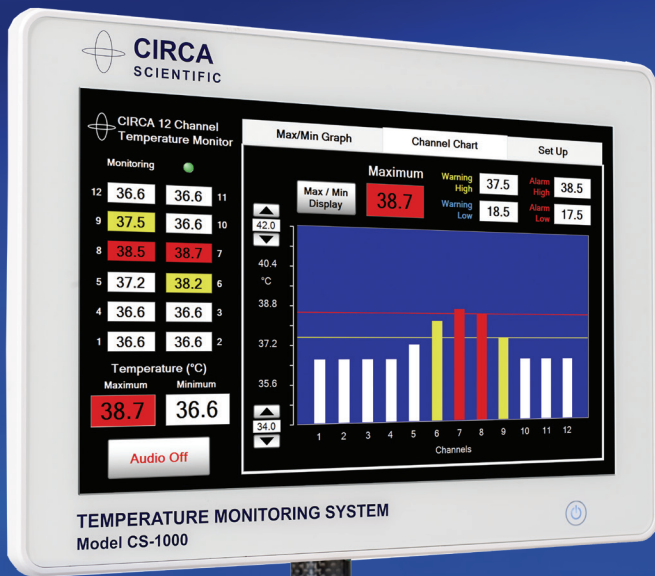 CIRCA
SCIENTIFIC
CIRCA 12 Channel
Temperature Monitor
Monitoring
12 36.6 36.6 11
9 37.5 36.6 10
8 38.5 38.7 7
5 37.2 38.2 6
4 36.6 36.6 3
1 36.6 36.6 2
Temperature (°C)
Maximum Minimum
38.7 36.6
Audio Off
Max/Min Graph Channel Chart Set Up
Max / Min
Display
Maximum
38.7
Warning
High 37.5
Alarm
High 38.5
Warning
Low 18.5
Alarm
Low 17.5
42.0
40.4
°C
38.8
37.2
35.6
34.0
1 2 3 4 5 6 7 8 9 10 11 12
Channels
TEMPERATURE MONITORING SYSTEM
Model CS-1000